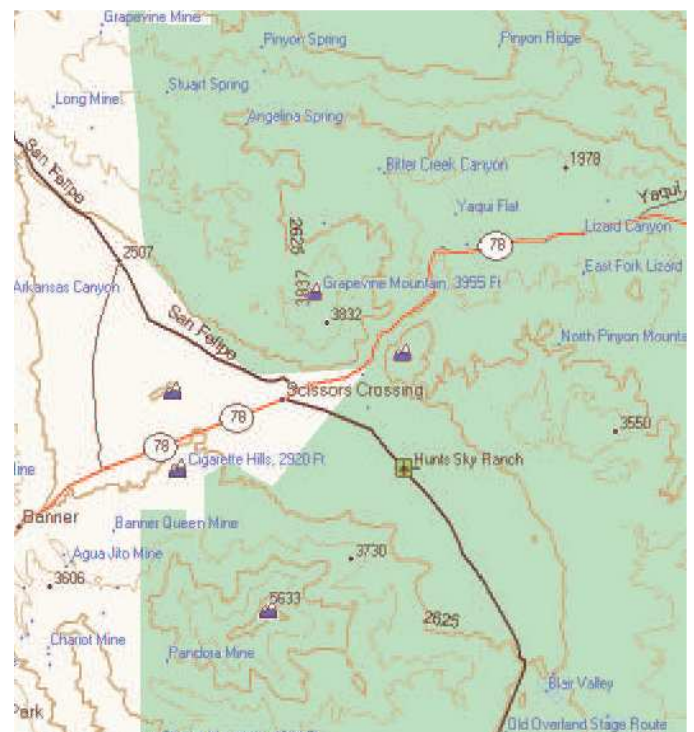 Grapevine Mine
Pinyon Spring
Pinyon Ridge
Stuart Spring
Long Mine
Angelina Spring
San Felipe
Bitter Creek Canyon
1978
Yaqui
Yaqui Flat
Lizard Canyon
2507
2625
78
East Fork Lizard
Arkansas Canyon
3837
Grapevine Mountain, 3955 Ft
San Felipe
3832
North Pinyon Mounta
Scissors Crossing
78
3550
78
Cigarette Hills, 2920 Ft
Hunts Sky Ranch
ine
Banner
Banner Queen Mine
Agua Jito Mine
3730
3606
5633
2625
Chariot Mine
Pandora Mine
Blair Valley
Park
Old Overland Stage Route